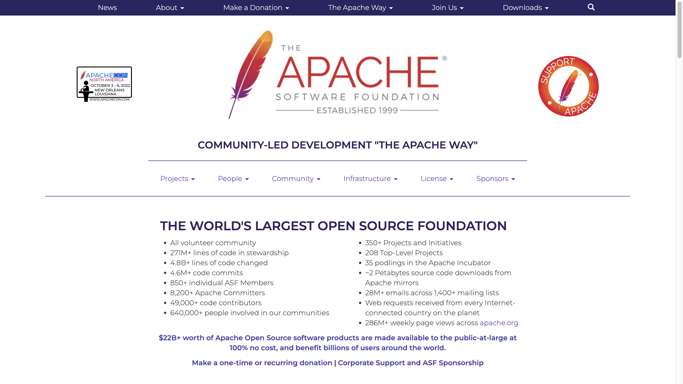 News
About
Make a Donation
The Apache Way
Join Us
Downloads
APACHECON
NORTH AMERICA
OCTOBER 3 - 6, 2022
NEW ORLEANS
LOUISIANA
WWW.APACHECON.COM
THE
APACHE®
SOFTWARE FOUNDATION
ESTABLISHED 1999
SUPPORT
APACHE
COMMUNITY-LED DEVELOPMENT "THE APACHE WAY"
Projects
People
Community
Infrastructure
License
Sponsors
THE WORLD'S LARGEST OPEN SOURCE FOUNDATION
All volunteer community
271M+ lines of code in stewardship
4.8B+ lines of code changed
4.6M+ code commits
850+ individual ASF Members
8,200+ Apache Committers
49,000+ code contributors
640,000+ people involved in our communities
350+ Projects and Initiatives
208 Top-Level Projects
35 podlings in the Apache Incubator
~2 Petabytes source code downloads from
Apache mirrors
28M+ emails across 1,400+ mailing lists
Web requests received from every Internet-
connected country on the planet
286M+ weekly page views across apache.org
$22B+ worth of Apache Open Source software products are made available to the public-at-large at
100% no cost, and benefit billions of users around the world.
Make a one-time or recurring donation | Corporate Support and ASF Sponsorship